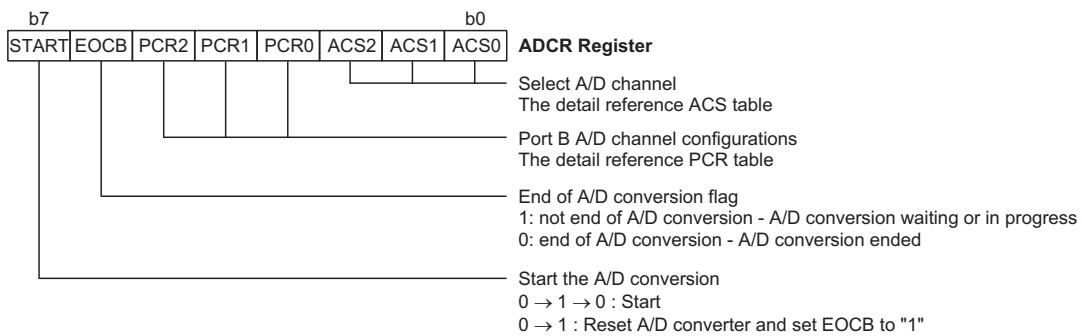 b7 b0
START EOCB PCR2 PCR1 PCR0 ACS2 ACS1 ACS0 ADCR Register
Select A/D channel
The detail reference ACS table
Port B A/D channel configurations
The detail reference PCR table
End of A/D conversion flag
1: not end of A/D conversion - A/D conversion waiting or in progress
0: end of A/D conversion - A/D conversion ended
Start the A/D conversion
0 → 1 → 0 : Start
0 → 1 : Reset A/D converter and set EOCB to "1"